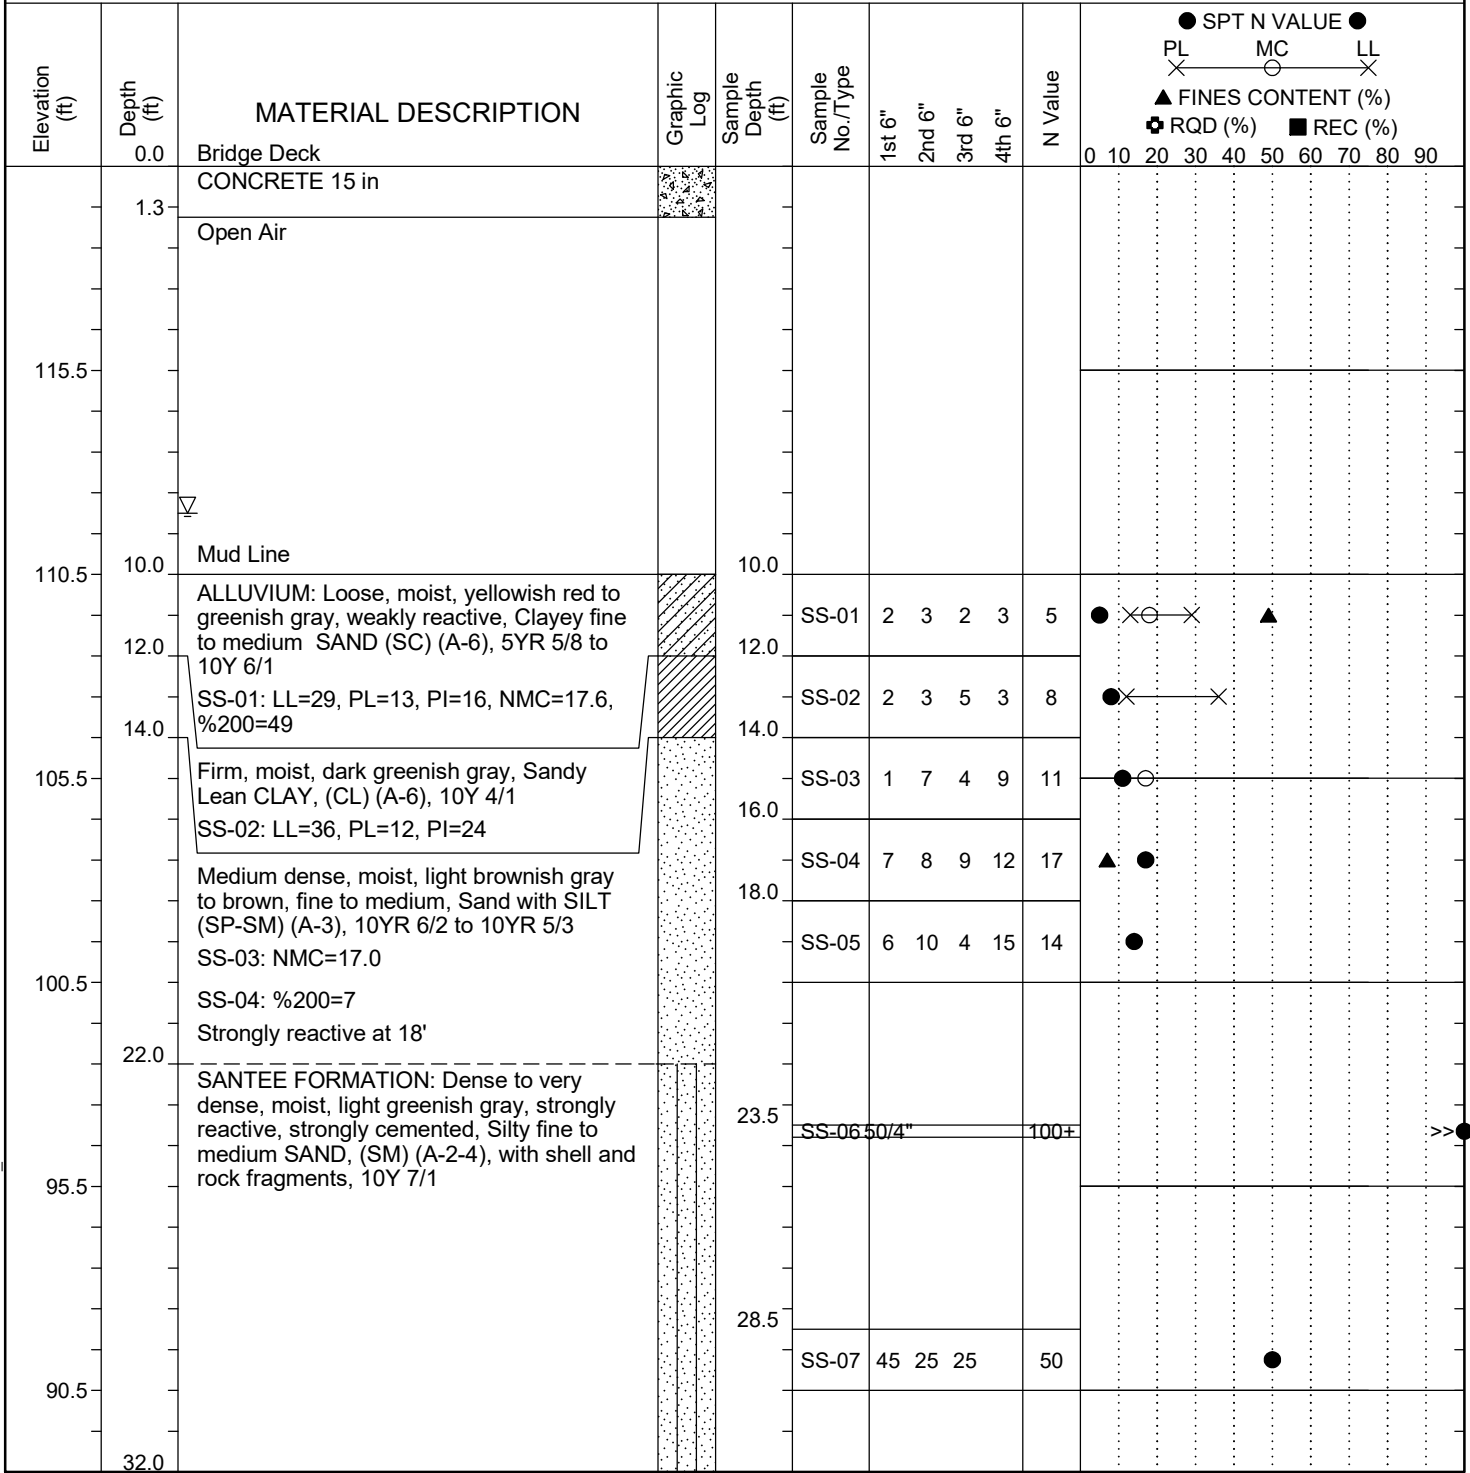 Elevation (ft)
Depth (ft)
MATERIAL DESCRIPTION
Graphic Log
Sample Depth (ft)
Sample No./Type
1st 6"
2nd 6"
3rd 6"
4th 6"
N Value
● SPT N VALUE ●
PL MC LL
▲ FINES CONTENT (%)
RQD (%) ■ REC (%)
0 10 20 30 40 50 60 70 80 90
0.0 Bridge Deck
CONCRETE 15 in
1.3
Open Air
115.5
Mud Line
10.0 10.0
110.5
ALLUVIUM: Loose, moist, yellowish red to
greenish gray, weakly reactive, Clayey fine
to medium SAND (SC) (A-6), 5YR 5/8 to
10Y 6/1
SS-01 2 3 2 3 5
12.0 12.0
SS-01: LL=29, PL=13, PI=16, NMC=17.6,
%200=49
SS-02 2 3 5 3 8
14.0 14.0
Firm, moist, dark greenish gray, Sandy
Lean CLAY, (CL) (A-6), 10Y 4/1
105.5
SS-03 1 7 4 9 11
16.0
SS-02: LL=36, PL=12, PI=24
SS-04 7 8 9 12 17
Medium dense, moist, light brownish gray
to brown, fine to medium, Sand with SILT
(SP-SM) (A-3), 10YR 6/2 to 10YR 5/3
18.0
SS-05 6 10 4 15 14
SS-03: NMC=17.0
100.5
SS-04: %200=7
Strongly reactive at 18'
22.0
SANTEE FORMATION: Dense to very
dense, moist, light greenish gray, strongly
reactive, strongly cemented, Silty fine to
medium SAND, (SM) (A-2-4), with shell and
rock fragments, 10Y 7/1
23.5
SS-06 50/4" 100+ >>
95.5
28.5
SS-07 45 25 25 50
90.5
32.0